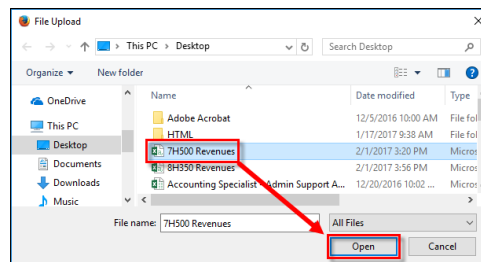 File Upload
This PC > Desktop
Search Desktop
Organize New folder
Name Date modified Type
OneDrive
This PC
Desktop
Documents
Downloads
Music
Adobe Acrobat 12/5/2016 10:00 AM File fol
HTML 1/17/2017 9:38 AM File fol
7H500 Revenues 2/1/2017 3:20 PM Micros
8H350 Revenues 2/1/2017 3:56 PM Micros
Accounting Specialist - Admin Support A... 12/20/2016 10:02 ... Micros
File name: 7H500 Revenues All Files
Open Cancel